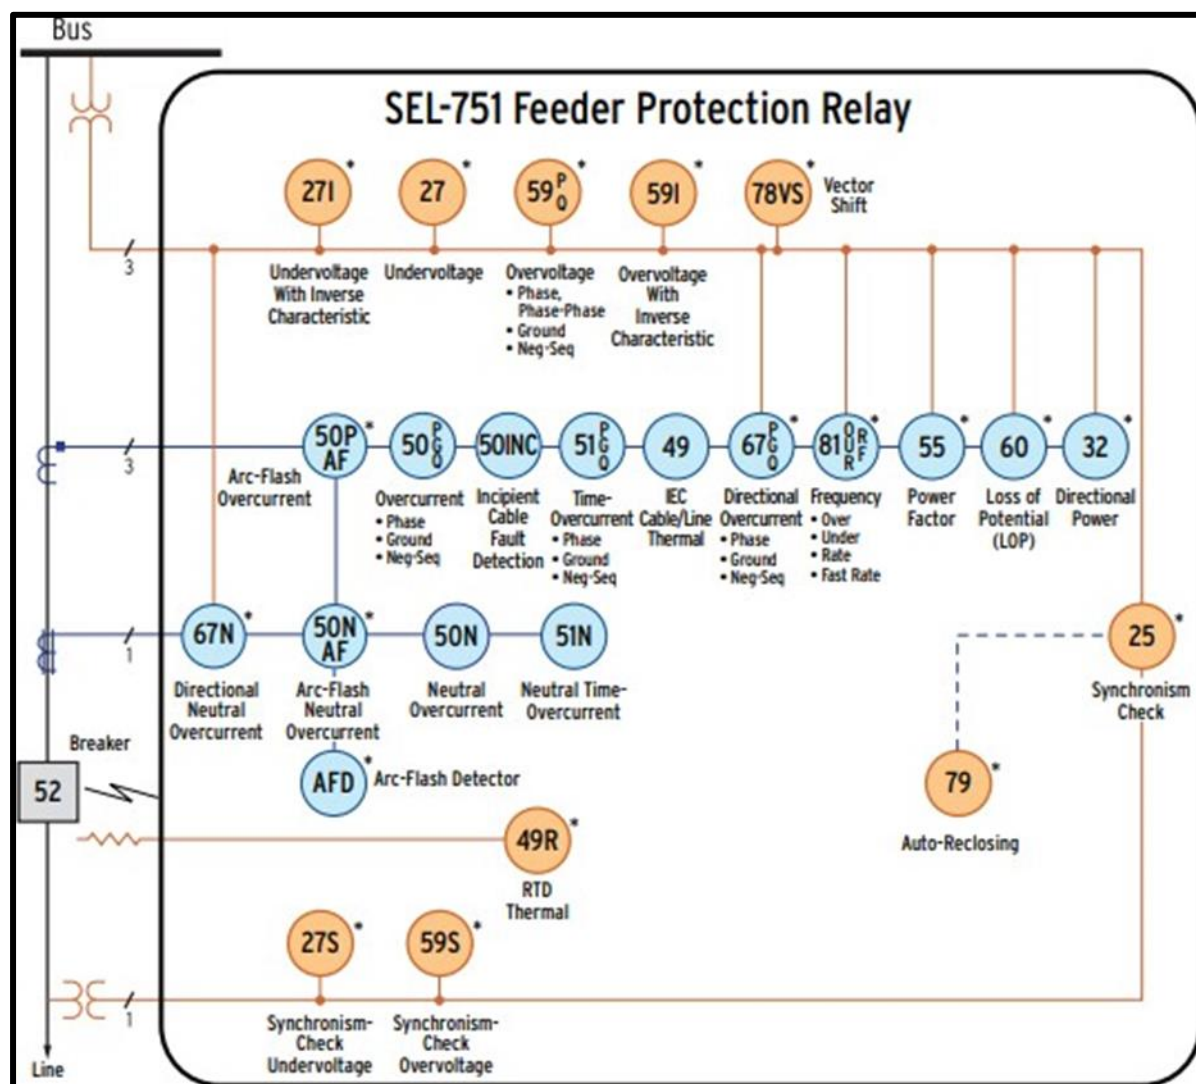 Bus
SEL-751 Feeder Protection Relay
27I *
27 *
59 P Q *
59I *
78VS *
Vector
Shift
3
Undervoltage
With Inverse
Characteristic
Undervoltage
Overvoltage
• Phase,
Phase-Phase
• Ground
• Neg-Seq
Overvoltage
With
Inverse
Characteristic
3
50P
AF *
50 P G Q
50INC
51 P G Q
49
67 P G Q *
81 O U R RF *
55 *
60 *
32 *
Arc-Flash
Overcurrent
Overcurrent
• Phase
• Ground
• Neg-Seq
Incipient
Cable
Fault
Detection
Time-
Overcurrent
• Phase
• Ground
• Neg-Seq
IEC
Cable/Line
Thermal
Directional
Overcurrent
• Phase
• Ground
• Neg-Seq
Frequency
• Over
• Under
• Rate
• Fast Rate
Power
Factor
Loss of
Potential
(LOP)
Directional
Power
1
67N *
50N
AF *
50N
51N
25 *
Directional
Neutral
Overcurrent
Arc-Flash
Neutral
Overcurrent
Neutral
Overcurrent
Neutral Time-
Overcurrent
Synchronism
Check
Breaker
52
AFD *
Arc-Flash Detector
79 *
Auto-Reclosing
49R *
RTD
Thermal
27S *
59S *
1
Synchronism-
Check
Undervoltage
Synchronism-
Check
Overvoltage
Line